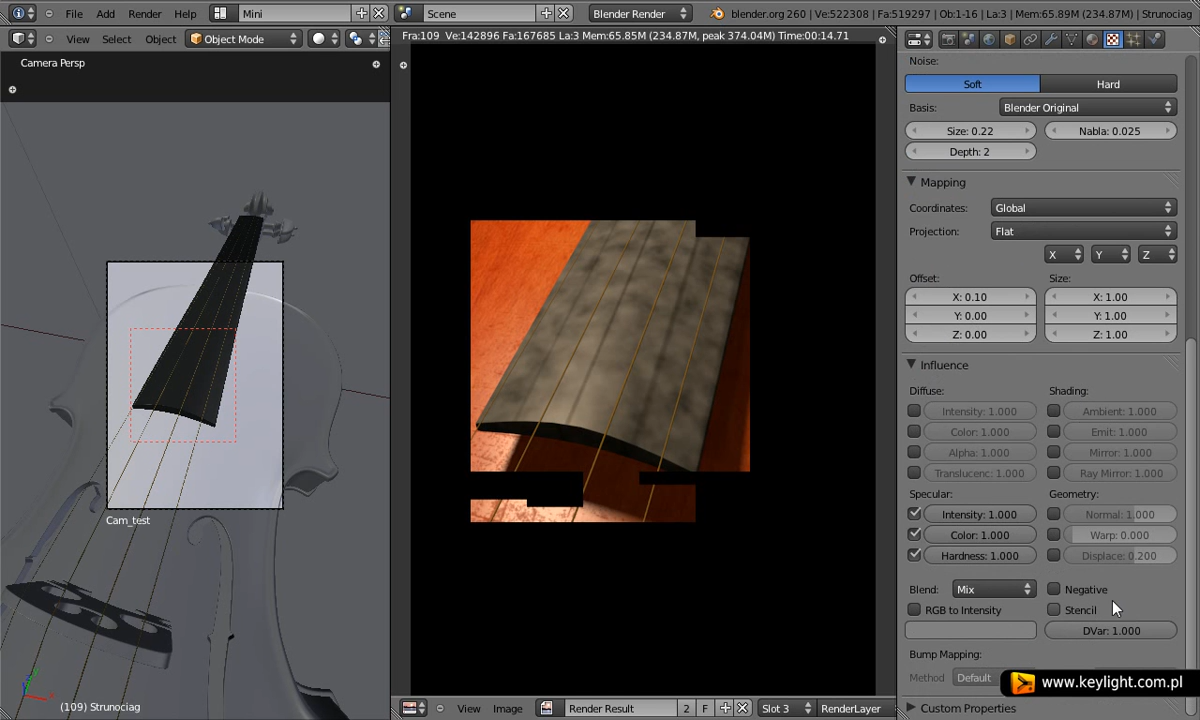 File Add Render Help Mini Scene Blender Render blender.org 260 | Ve:522308 | Fa:519297 | Ob:1-16 | La:3 | Mem:65.89M (234.87M) | Strunociag
View Select Object Object Mode
Fra:109 Ve:142896 Fa:167685 La:3 Mem:65.85M (234.87M, peak 374.04M) Time:00:14.71
Camera Persp
Noise:
Soft Hard
Basis: Blender Original
Size: 0.22 Nabla: 0.025
Depth: 2
Mapping
Coordinates: Global
Projection: Flat
X Y Z
Offset: Size:
X: 0.10 X: 1.00
Y: 0.00 Y: 1.00
Z: 0.00 Z: 1.00
Influence
Diffuse: Shading:
Intensity: 1.000 Ambient: 1.000
Color: 1.000 Emit: 1.000
Alpha: 1.000 Mirror: 1.000
Translucenc: 1.000 Ray Mirror: 1.000
Specular: Geometry:
Intensity: 1.000 Normal: 1.000
Color: 1.000 Warp: 0.000
Hardness: 1.000 Displace: 0.200
Cam_test
Blend: Mix Negative
RGB to Intensity Stencil
DVar: 1.000
Bump Mapping:
Method Default
www.keylight.com.pl
(109) Strunociag
View Image Render Result 2 F Slot 3 RenderLayer
Custom Properties